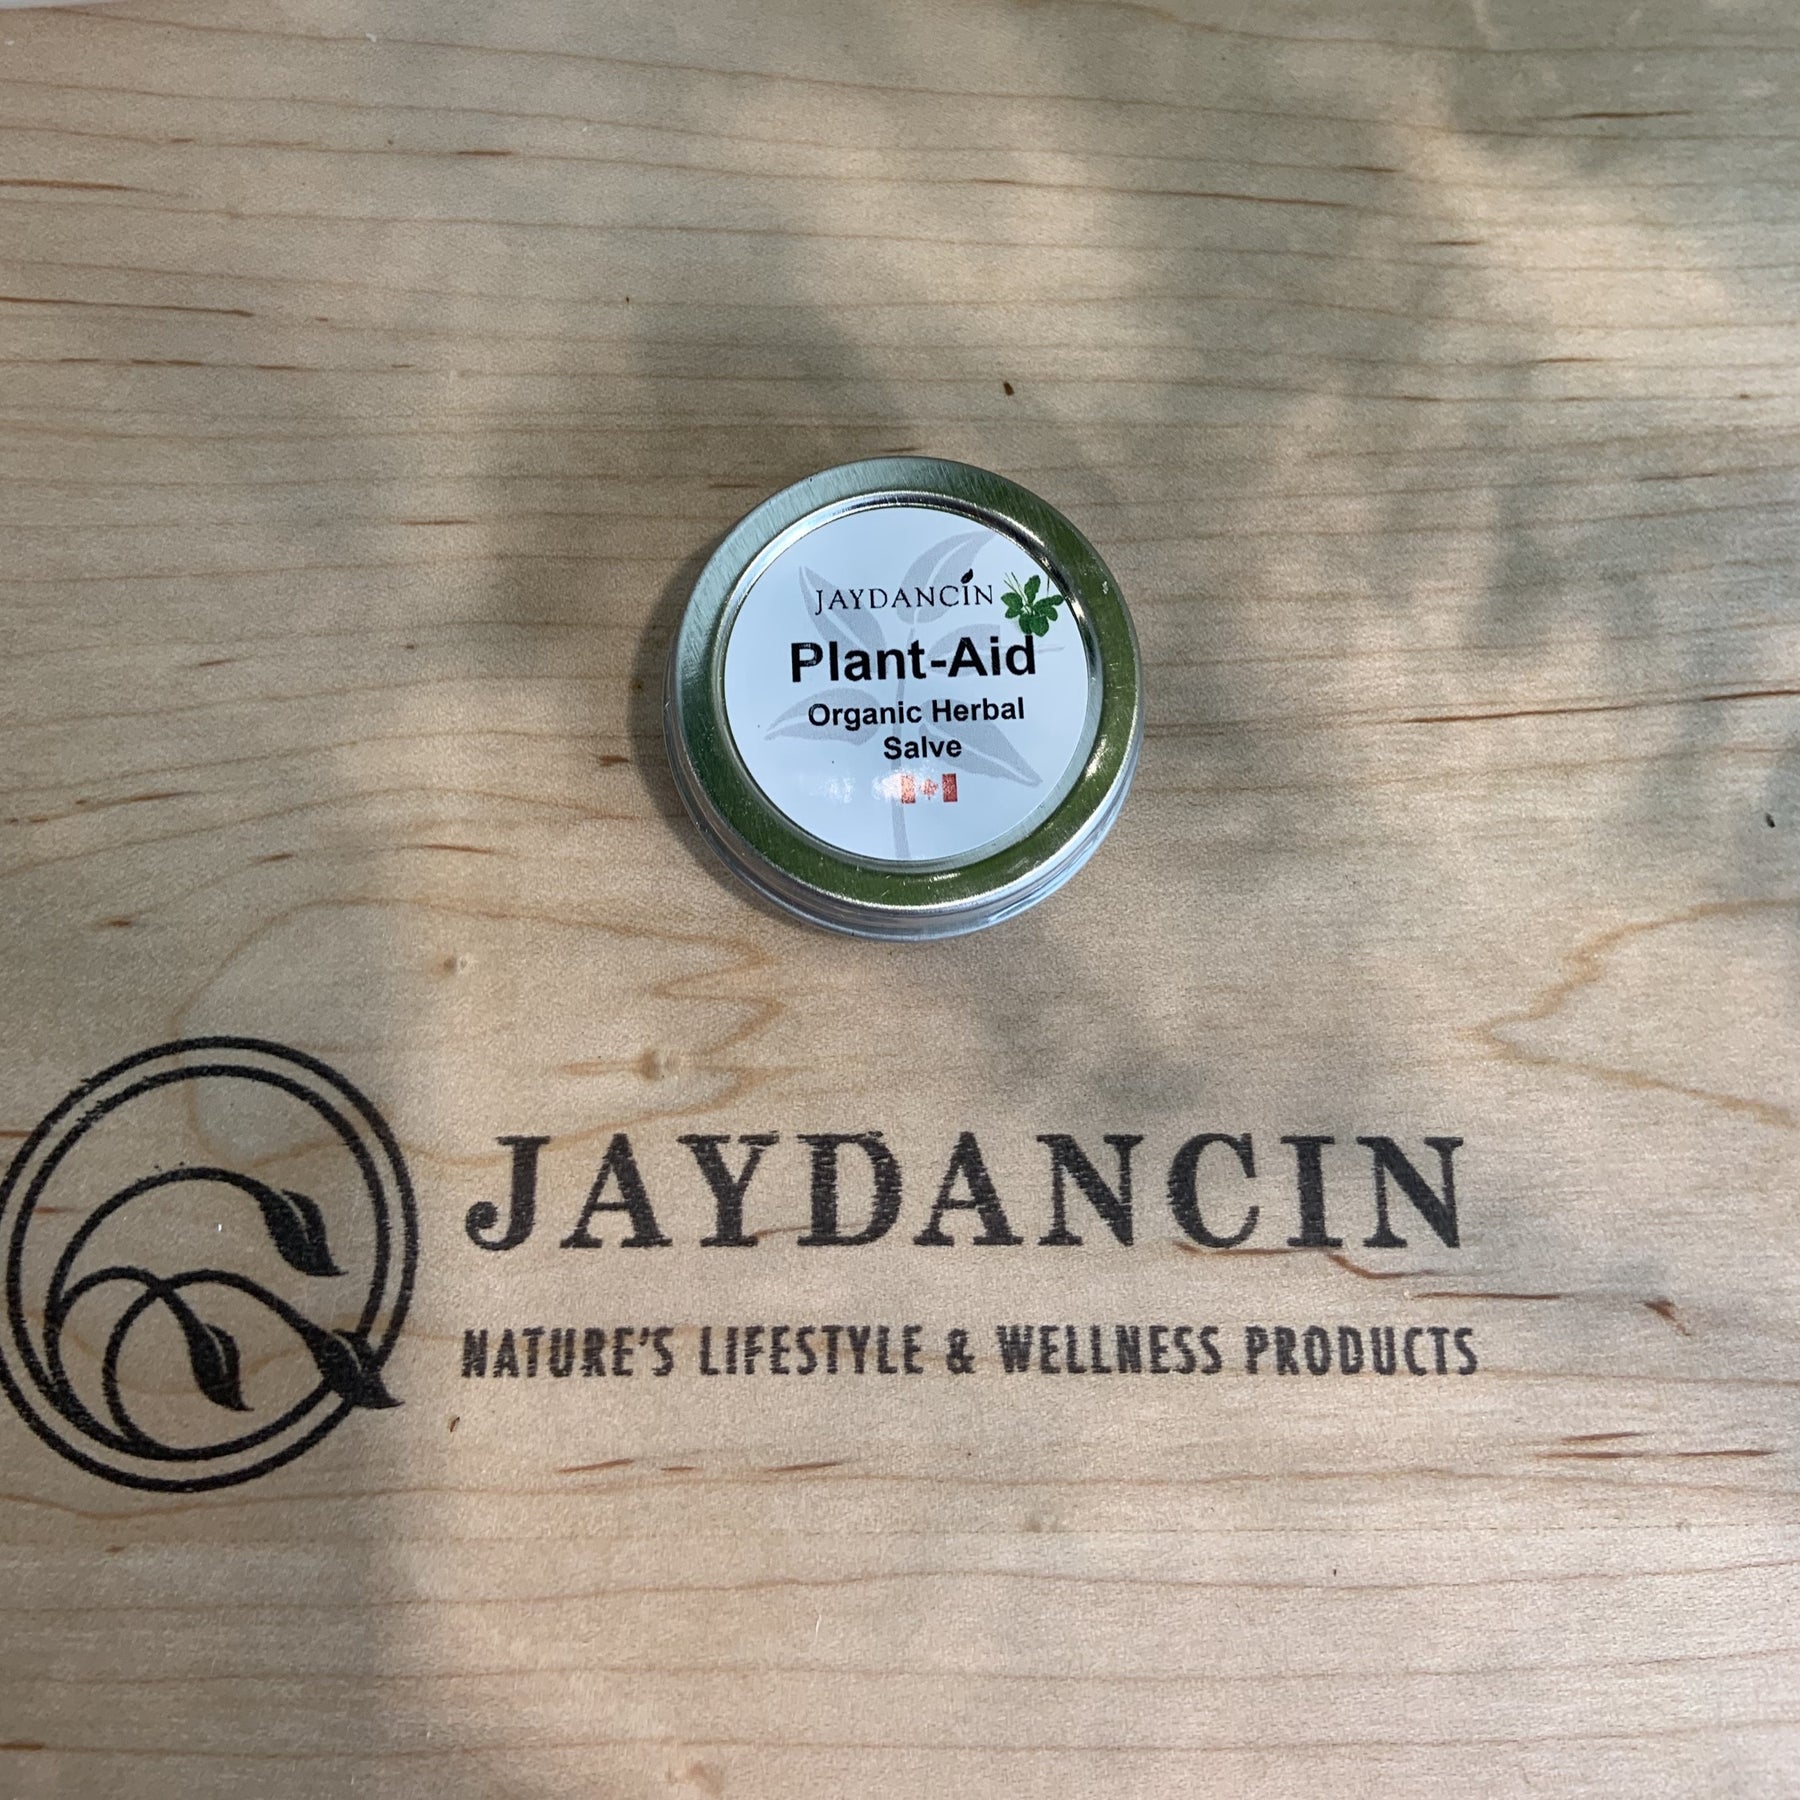 JAYDANCIN
Plant-Aid
Organic Herbal
Salve
JAYDANCIN
NATURE'S LIFESTYLE & WELLNESS PRODUCTS